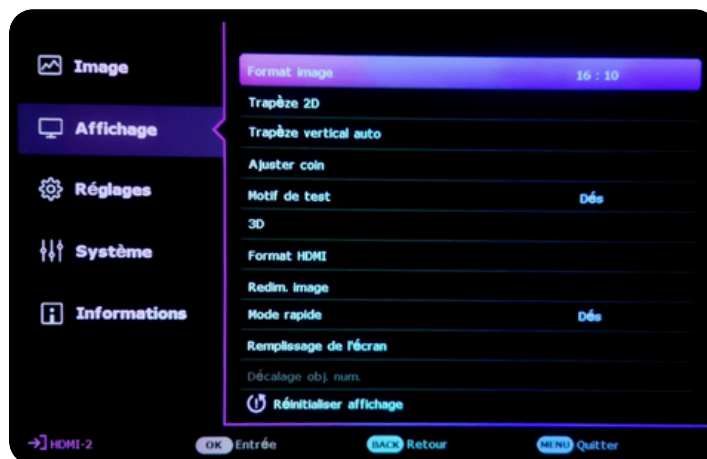 Image
Affichage
Réglages
Système
Informations
Format image 16 : 10
Trapèze 2D
Trapèze vertical auto
Ajuster coin
Motif de test Dés
3D
Format HDMI
Redim. image
Mode rapide Dés
Remplissage de l'écran
Décalage obj. num.
Réinitialiser affichage
HDMI-2 OK Entrée BACK Retour MENU Quitter